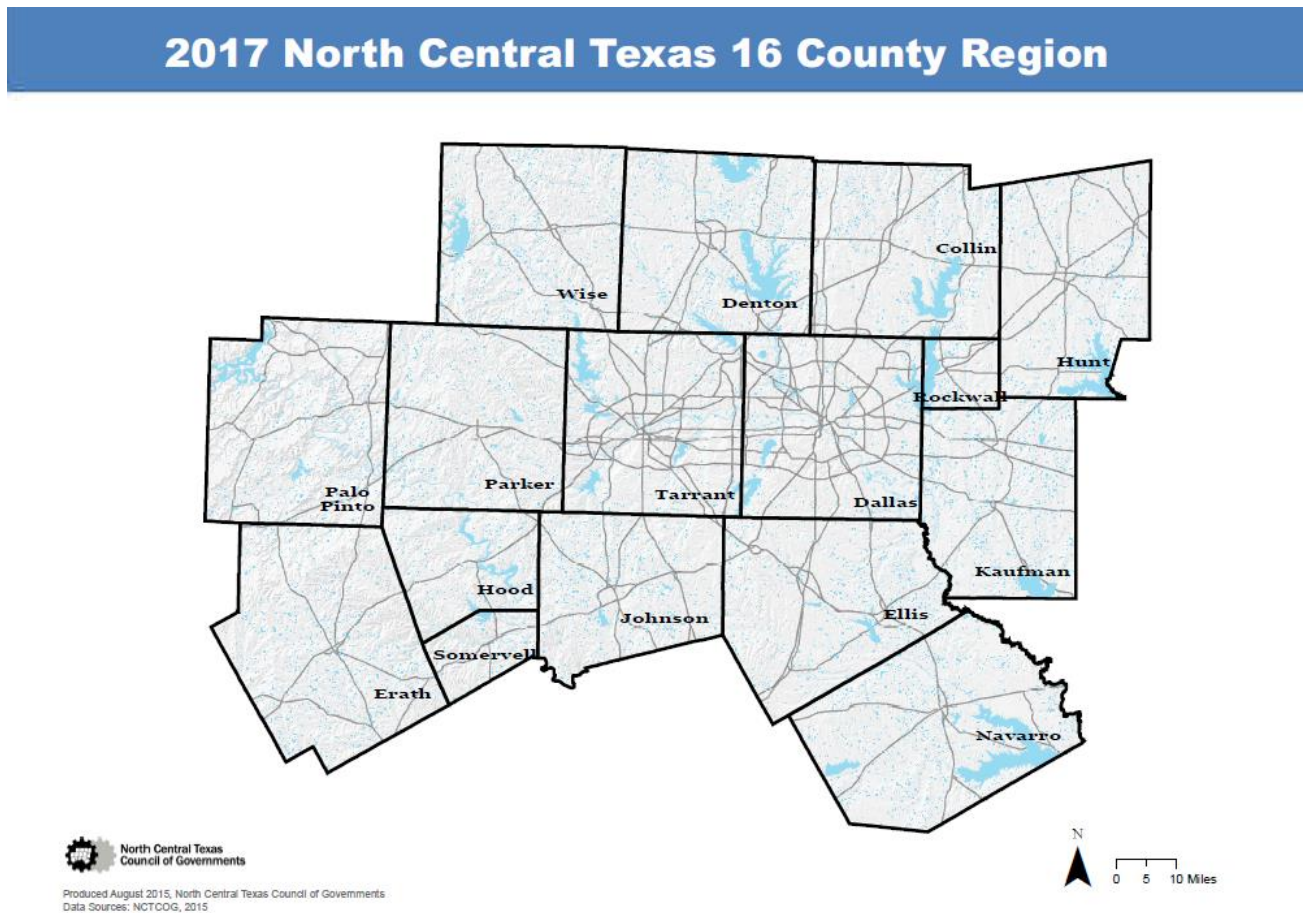 2017 North Central Texas 16 County Region
Collin
Wise
Denton
Hunt
Rockwall
Palo
Pinto
Parker
Tarrant
Dallas
Kaufman
Hood
Johnson
Ellis
Somervell
Erath
Navarro
North Central Texas
Council of Governments
N
0 5 10 Miles
Produced August 2015, North Central Texas Council of Governments
Data Sources: NCTCOG, 2015